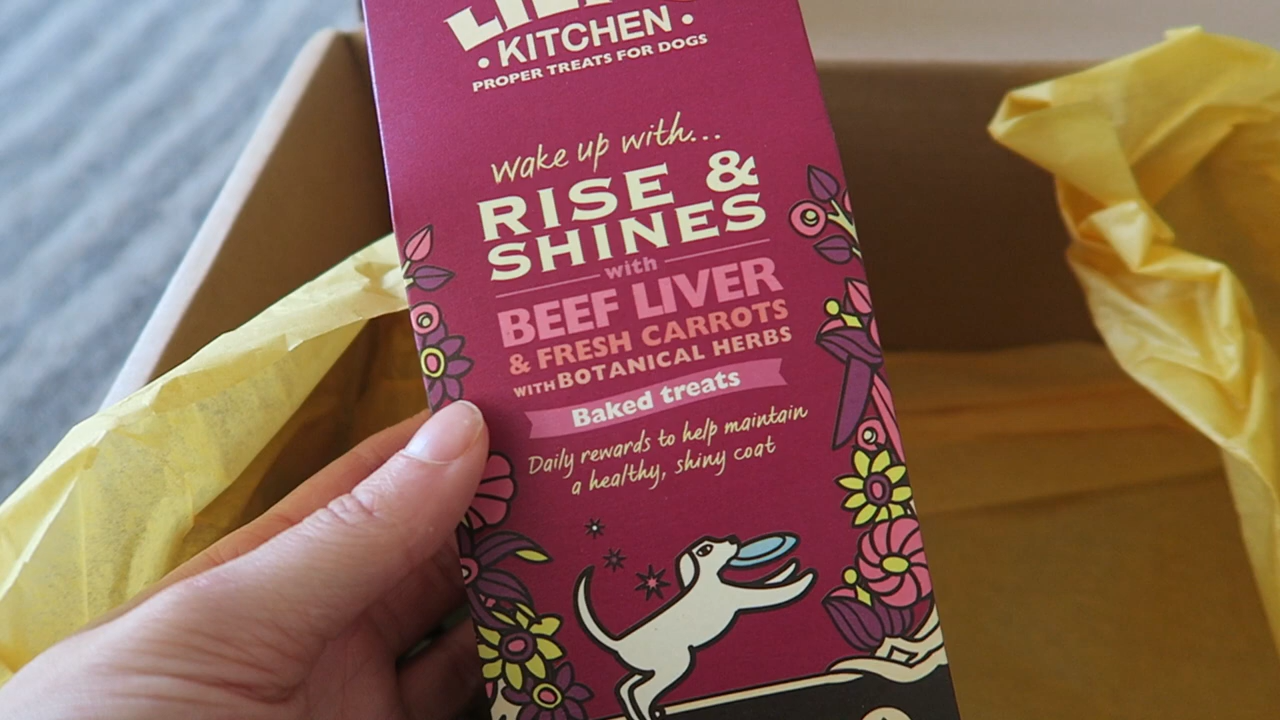 • KITCHEN •
PROPER TREATS FOR DOGS
wake up with...
RISE &
SHINES
with
BEEF LIVER
& FRESH CARROTS
WITH BOTANICAL HERBS
Baked treats
Daily rewards to help maintain
a healthy, shiny coat